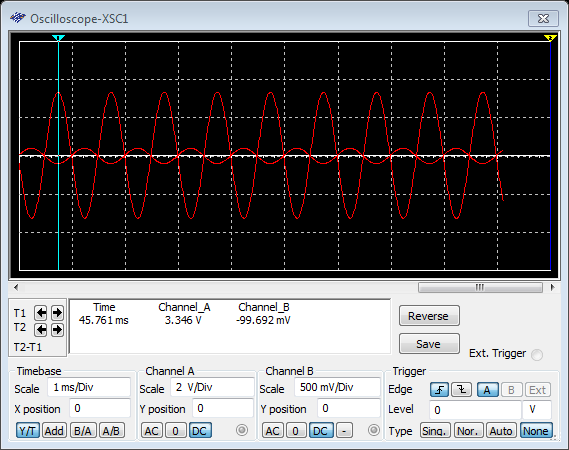 Oscilloscope-XSC1
1 2
T1
T2
T2-T1
Time Channel_A Channel_B
45.761 ms 3.346 V -99.692 mV
Reverse
Save
Ext. Trigger
Timebase
Scale 1 ms/Div
X position 0
Y/T Add B/A A/B
Channel A
Scale 2 V/Div
Y position 0
AC 0 DC
Channel B
Scale 500 mV/Div
Y position 0
AC 0 DC -
Trigger
Edge A B Ext
Level 0 V
Type Sing. Nor. Auto None